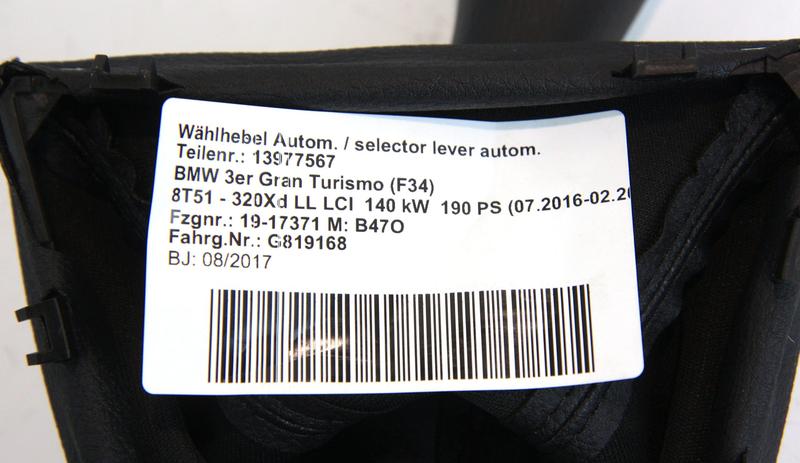 Wählhebel Autom. / selector lever autom.
Teilenr.: 13977567
BMW 3er Gran Turismo (F34)
8T51 - 320Xd LL LCI 140 kW 190 PS (07.2016-02.20
Fzgnr.: 19-17371 M: B47O
Fahrg.Nr.: G819168
BJ: 08/2017